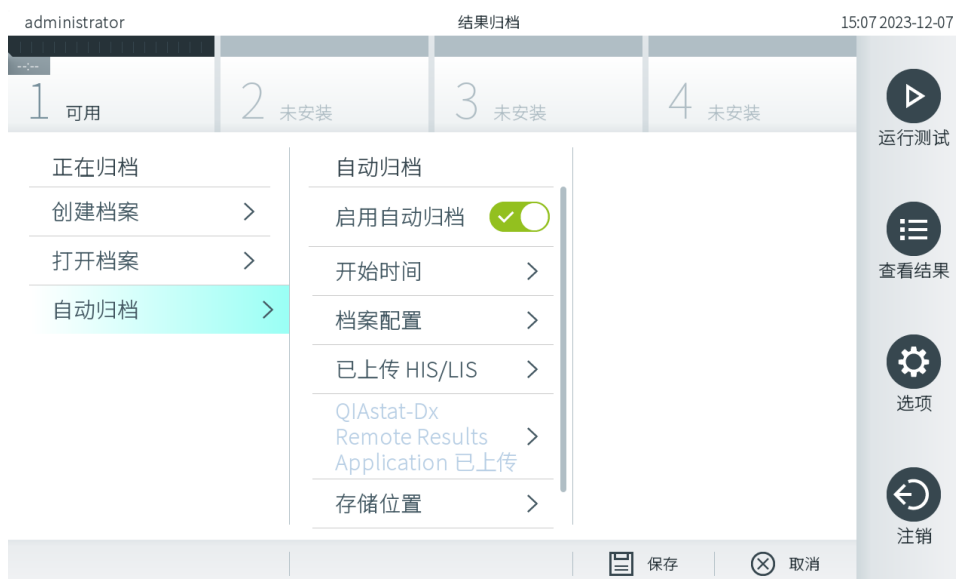 administrator
结果归档
15:07 2023-12-07
--:--
1 可用
2 未安装
3 未安装
4 未安装
运行测试
查看结果
选项
注销
正在归档
创建档案
打开档案
自动归档
自动归档
启用自动归档
开始时间
档案配置
已上传 HIS/LIS
QIAstat-Dx
Remote Results
Application 已上传
存储位置
保存
取消